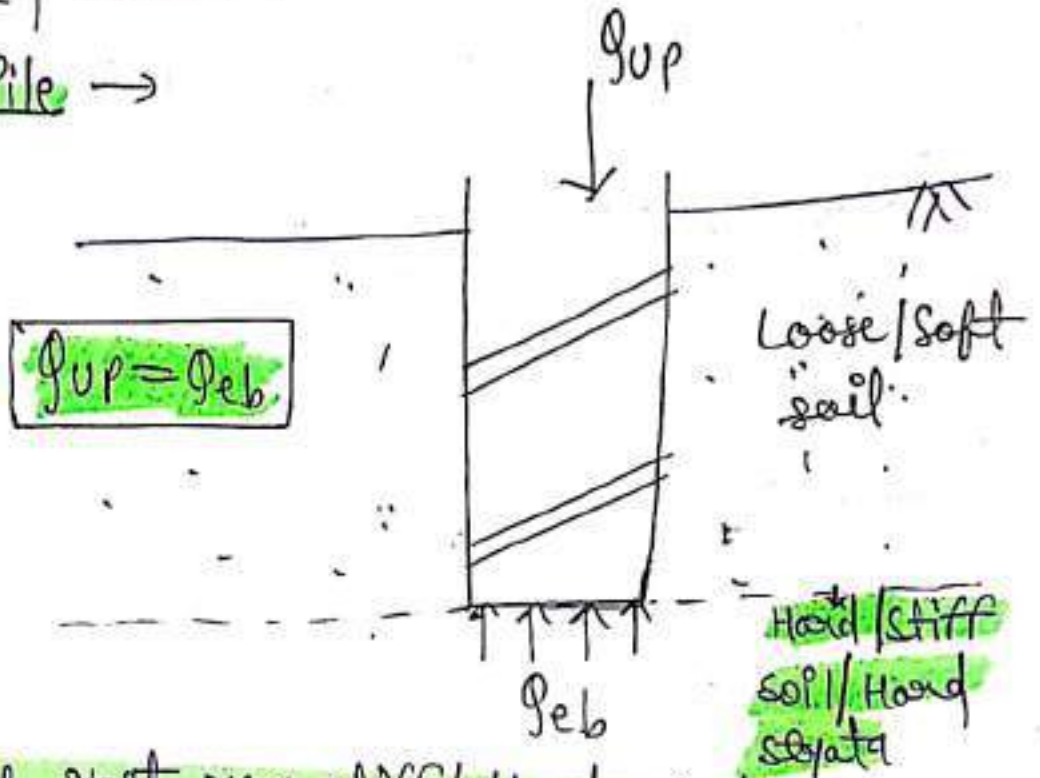 Pile →
Qup
Loose/Soft
soil
Qup = Qeb
Hard/Stiff
soil/Hard
strata
Qeb